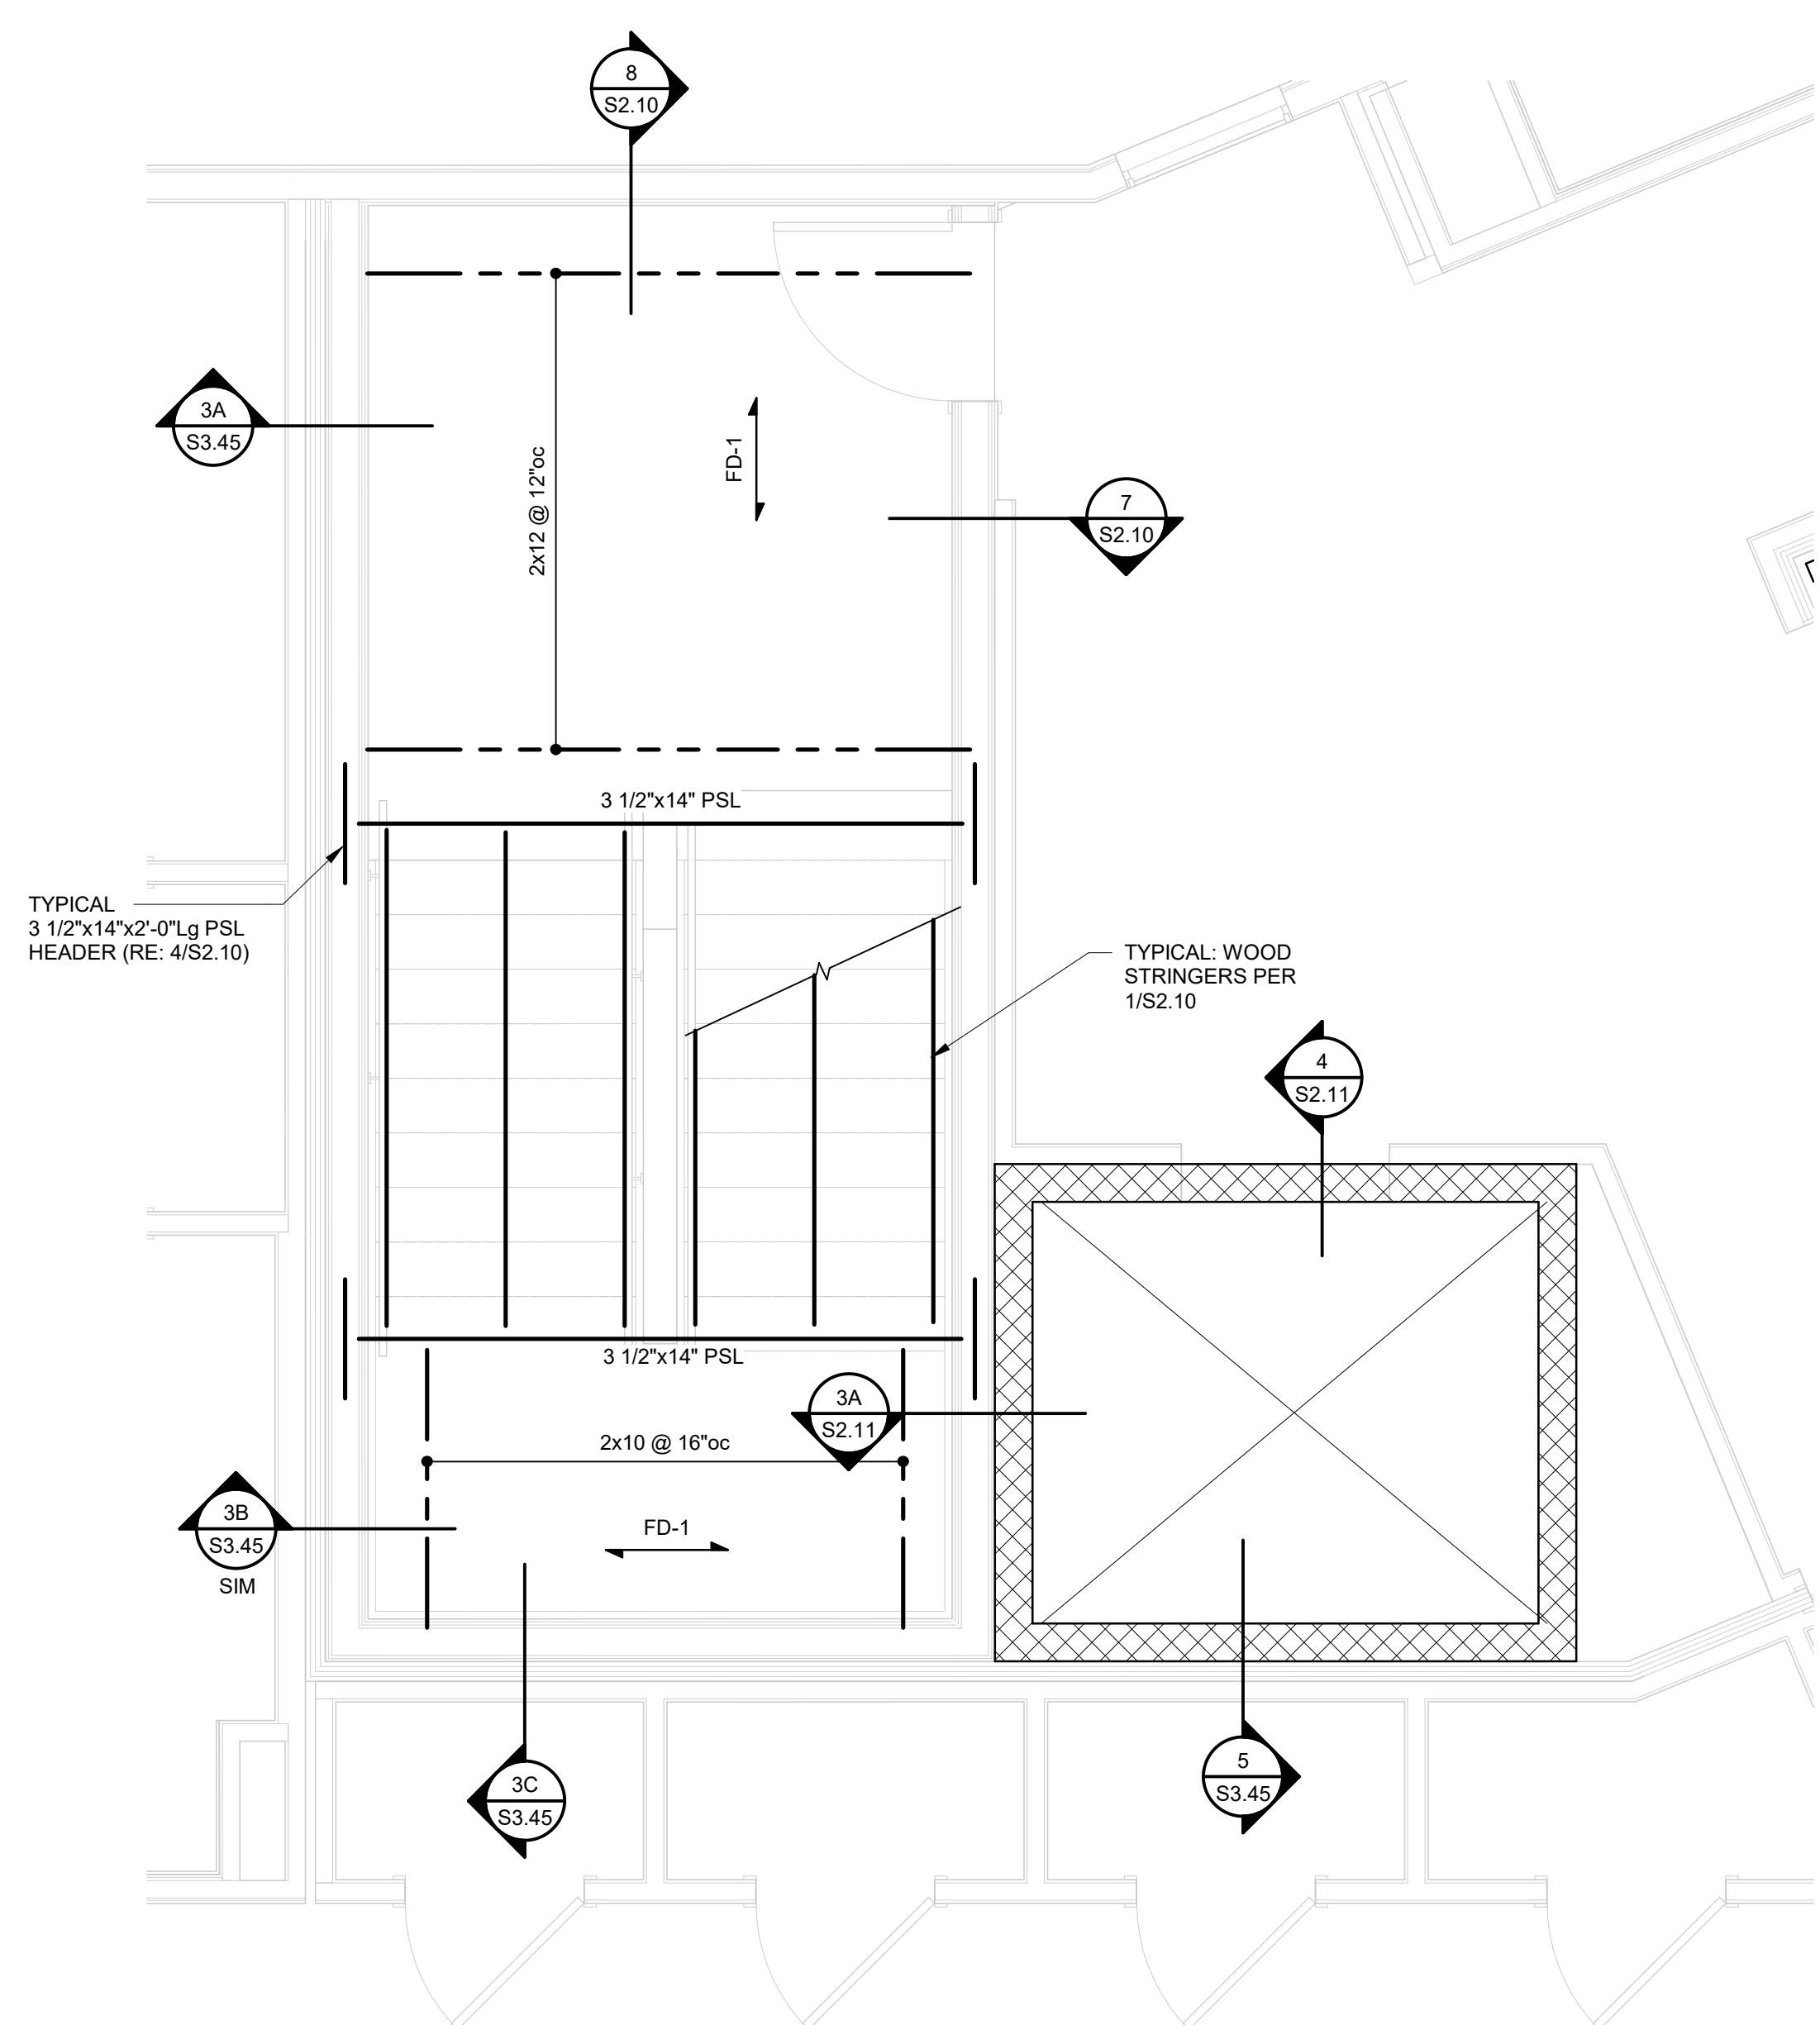 8
S2.10
3A
S3.45
2x12 @ 12"oc
FD-1
7
S2.10
3 1/2"x14" PSL
TYPICAL
3 1/2"x14"x2'-0"Lg PSL
HEADER (RE: 4/S2.10)
TYPICAL: WOOD
STRINGERS PER
1/S2.10
4
S2.11
3 1/2"x14" PSL
3A
S2.11
2x10 @ 16"oc
3B
S3.45
SIM
FD-1
3C
S3.45
5
S3.45